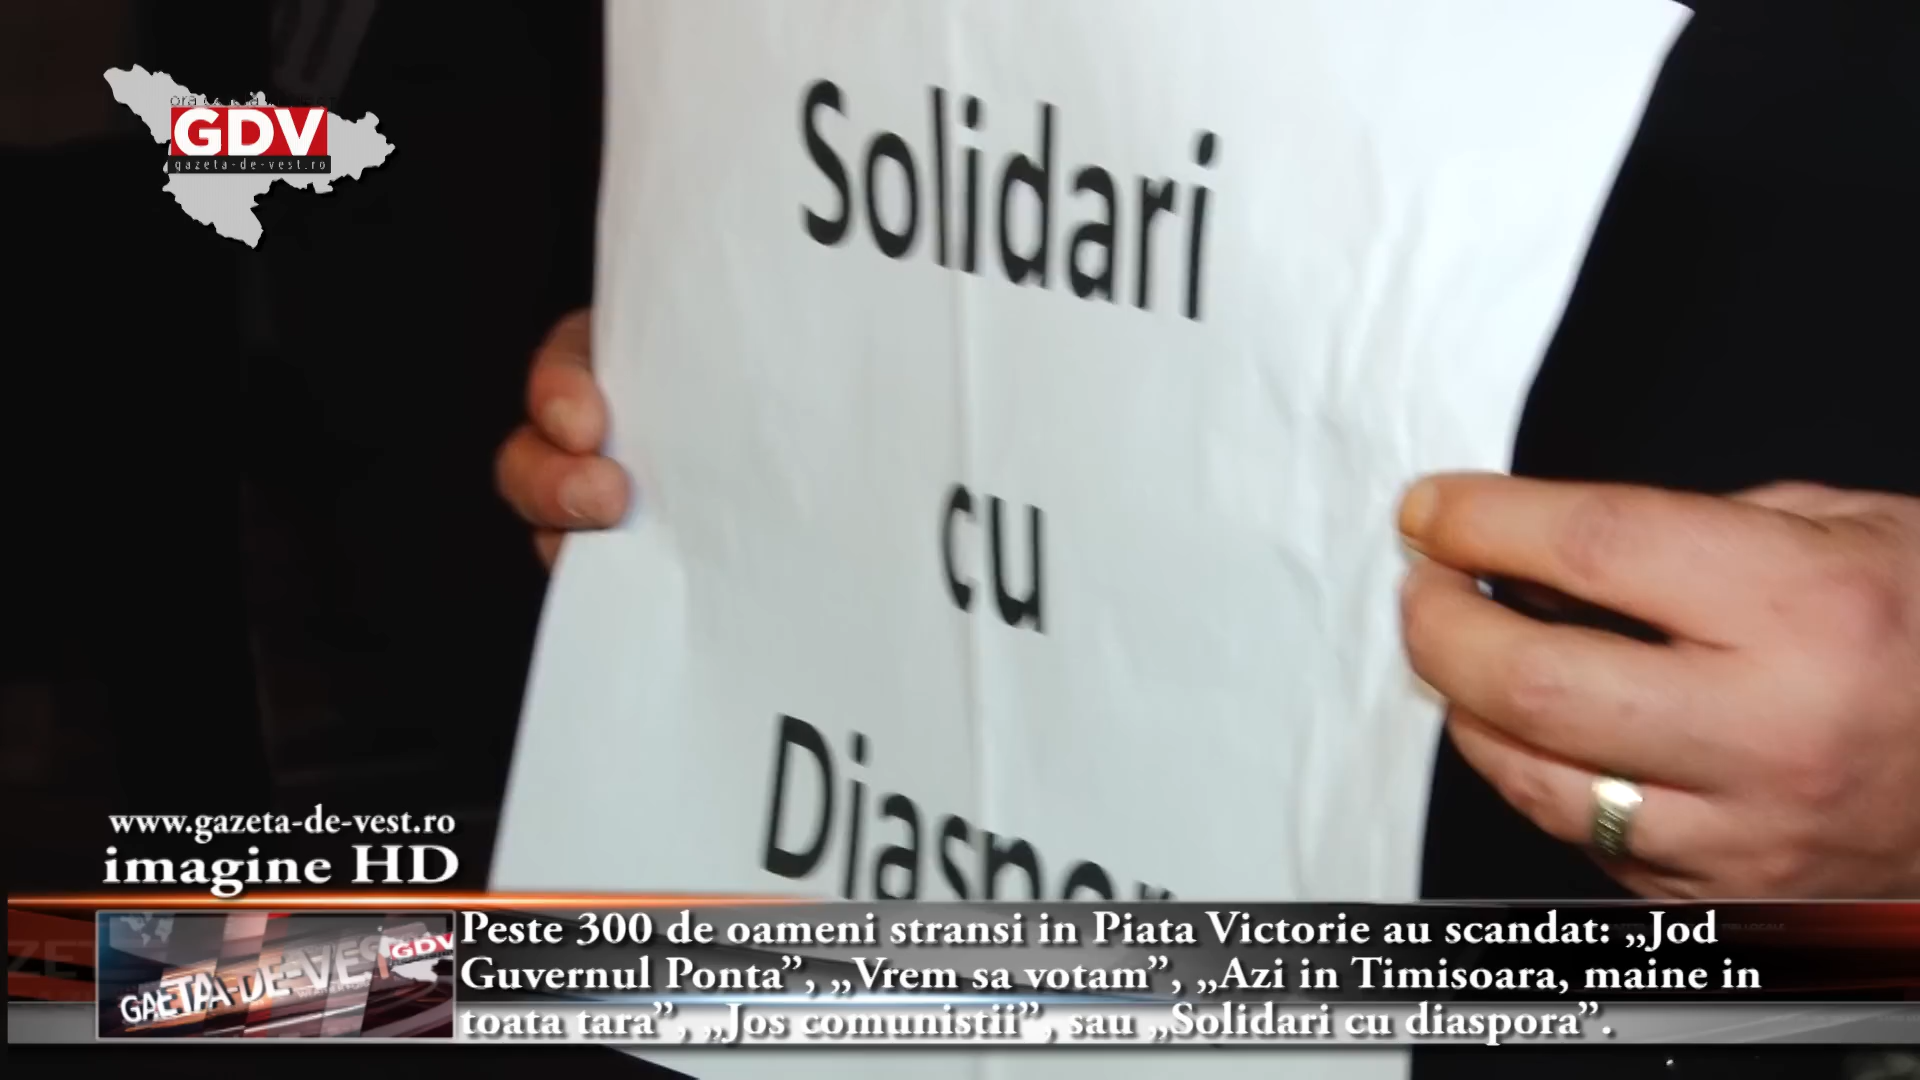 GDV
gazeta-de-vest.ro
Solidari
cu
www.gazeta-de-vest.ro
imagine HD
GDV
Peste 300 de oameni stransi in Piata Victorie au scandat: „Jod
Guvernul Ponta”, „Vrem sa votam”, „Azi in Timisoara, maine in
toata tara”, „Jos comunistii”, sau „Solidari cu diaspora”.